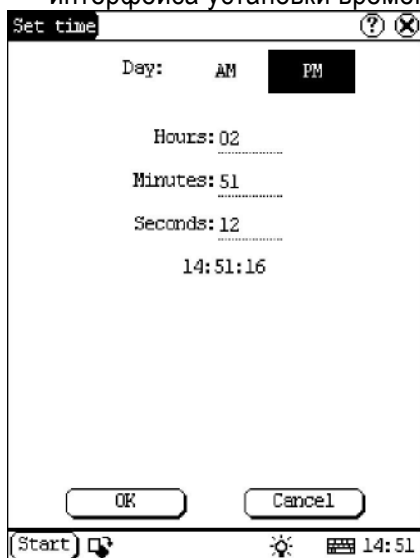 интерфейса установки времен
Set time ? X
Day: AM PM
Hours: 02
Minutes: 51
Seconds: 12
14:51:16
OK Cancel
Start 14:51